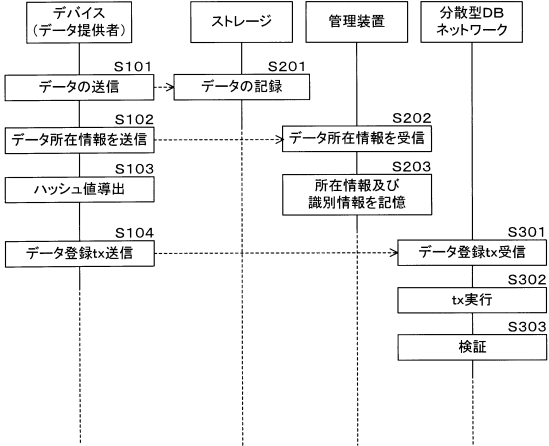 デバイス
（データ提供者）
ストレージ
管理装置
分散型DB
ネットワーク
S101
データの送信
S201
データの記録
S102
データ所在情報を送信
S202
データ所在情報を受信
S103
ハッシュ値導出
S203
所在情報及び
識別情報を記憶
S104
データ登録tx送信
S301
データ登録tx受信
S302
tx実行
S303
検証